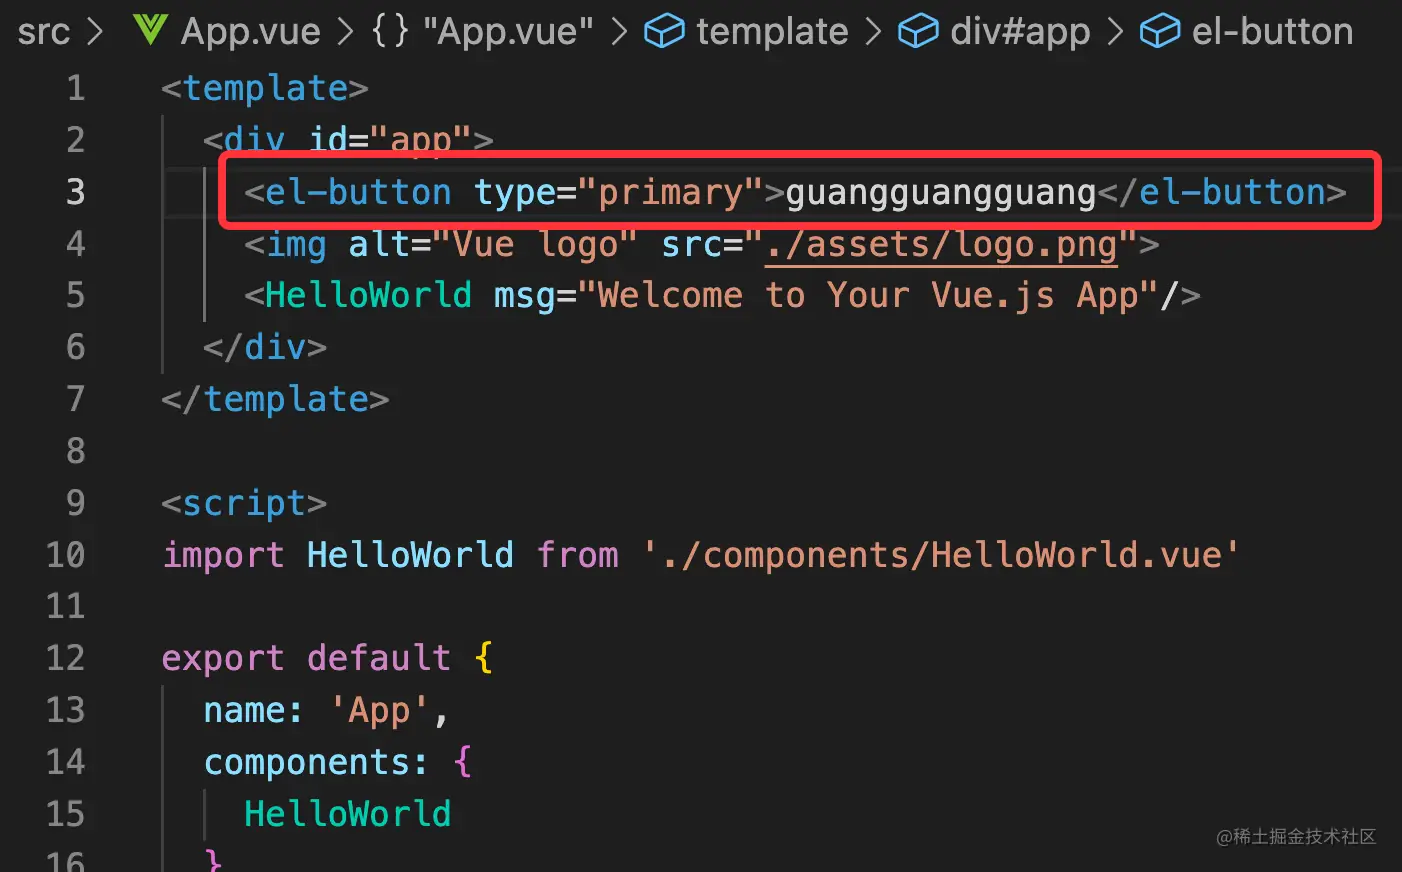 src > App.vue > {} "App.vue" > template > div#app > el-button
1 <template>
2 <div id="app">
3 <el-button type="primary">guangguangguang</el-button>
4 <img alt="Vue logo" src="./assets/logo.png">
5 <HelloWorld msg="Welcome to Your Vue.js App"/>
6 </div>
7 </template>
8
9 <script>
10 import HelloWorld from './components/HelloWorld.vue'
11
12 export default {
13 name: 'App',
14 components: {
15 HelloWorld
16 }
@稀土掘金技术社区